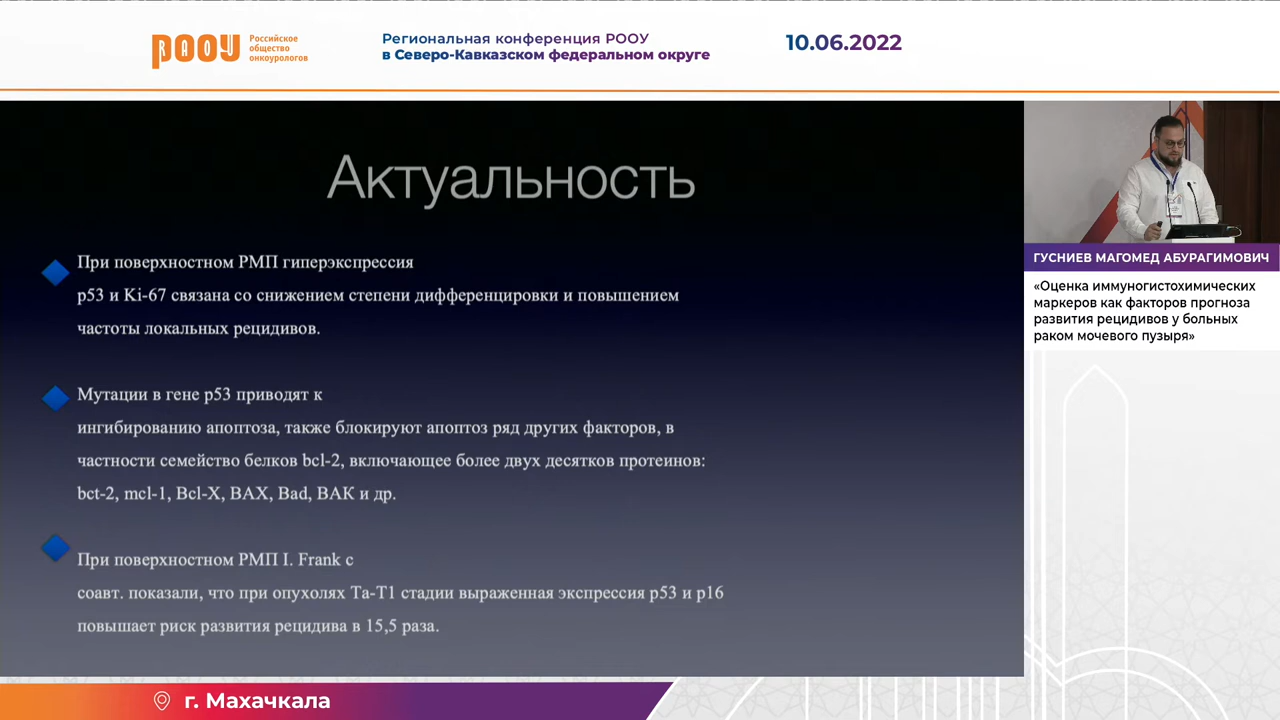 РООУ
Российское
общество
онкоурологов
Региональная конференция РООУ
в Северо-Кавказском федеральном округе
10.06.2022
Актуальность
При поверхностном РМП гиперэкспрессия
p53 и Ki-67 связана со снижением степени дифференцировки и повышением
частоты локальных рецидивов.
Мутации в гене p53 приводят к
ингибированию апоптоза, также блокируют апоптоз ряд других факторов, в
частности семейство белков bcl-2, включающее более двух десятков протеинов:
bct-2, mcl-1, Bcl-X, BAX, Bad, BAК и др.
При поверхностном РМП I. Frank с
соавт. показали, что при опухолях Ta-T1 стадии выраженная экспрессия p53 и p16
повышает риск развития рецидива в 15,5 раза.
ГУСНИЕВ МАГОМЕД АБУРАГИМОВИЧ
«Оценка иммуногистохимических
маркеров как факторов прогноза
развития рецидивов у больных
раком мочевого пузыря»
г. Махачкала